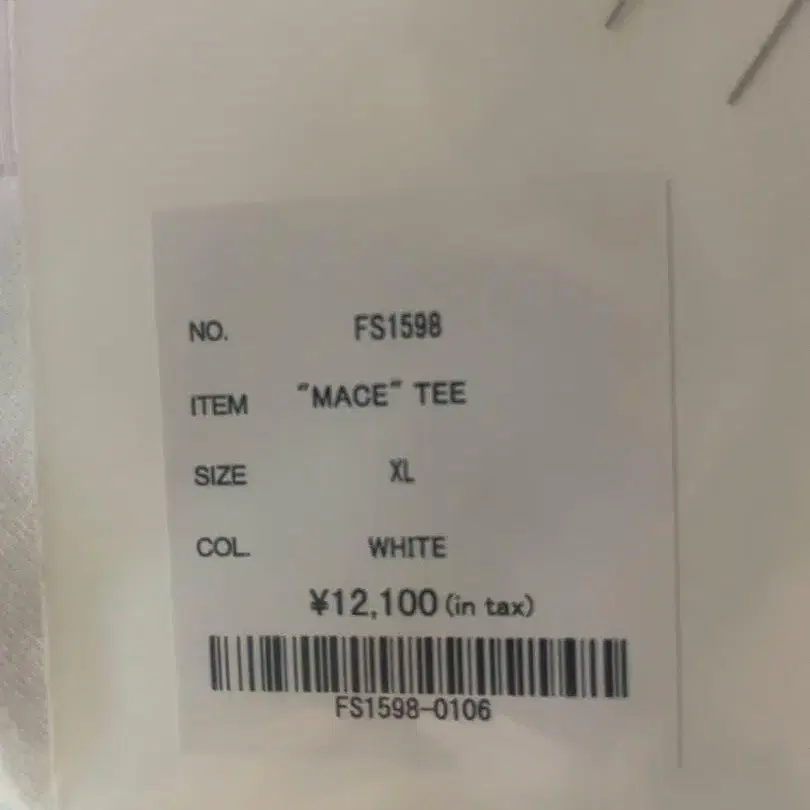 NO. FS1598
ITEM "MACE" TEE
SIZE XL
COL. WHITE
¥12,100 (in tax)
FS1598-0106